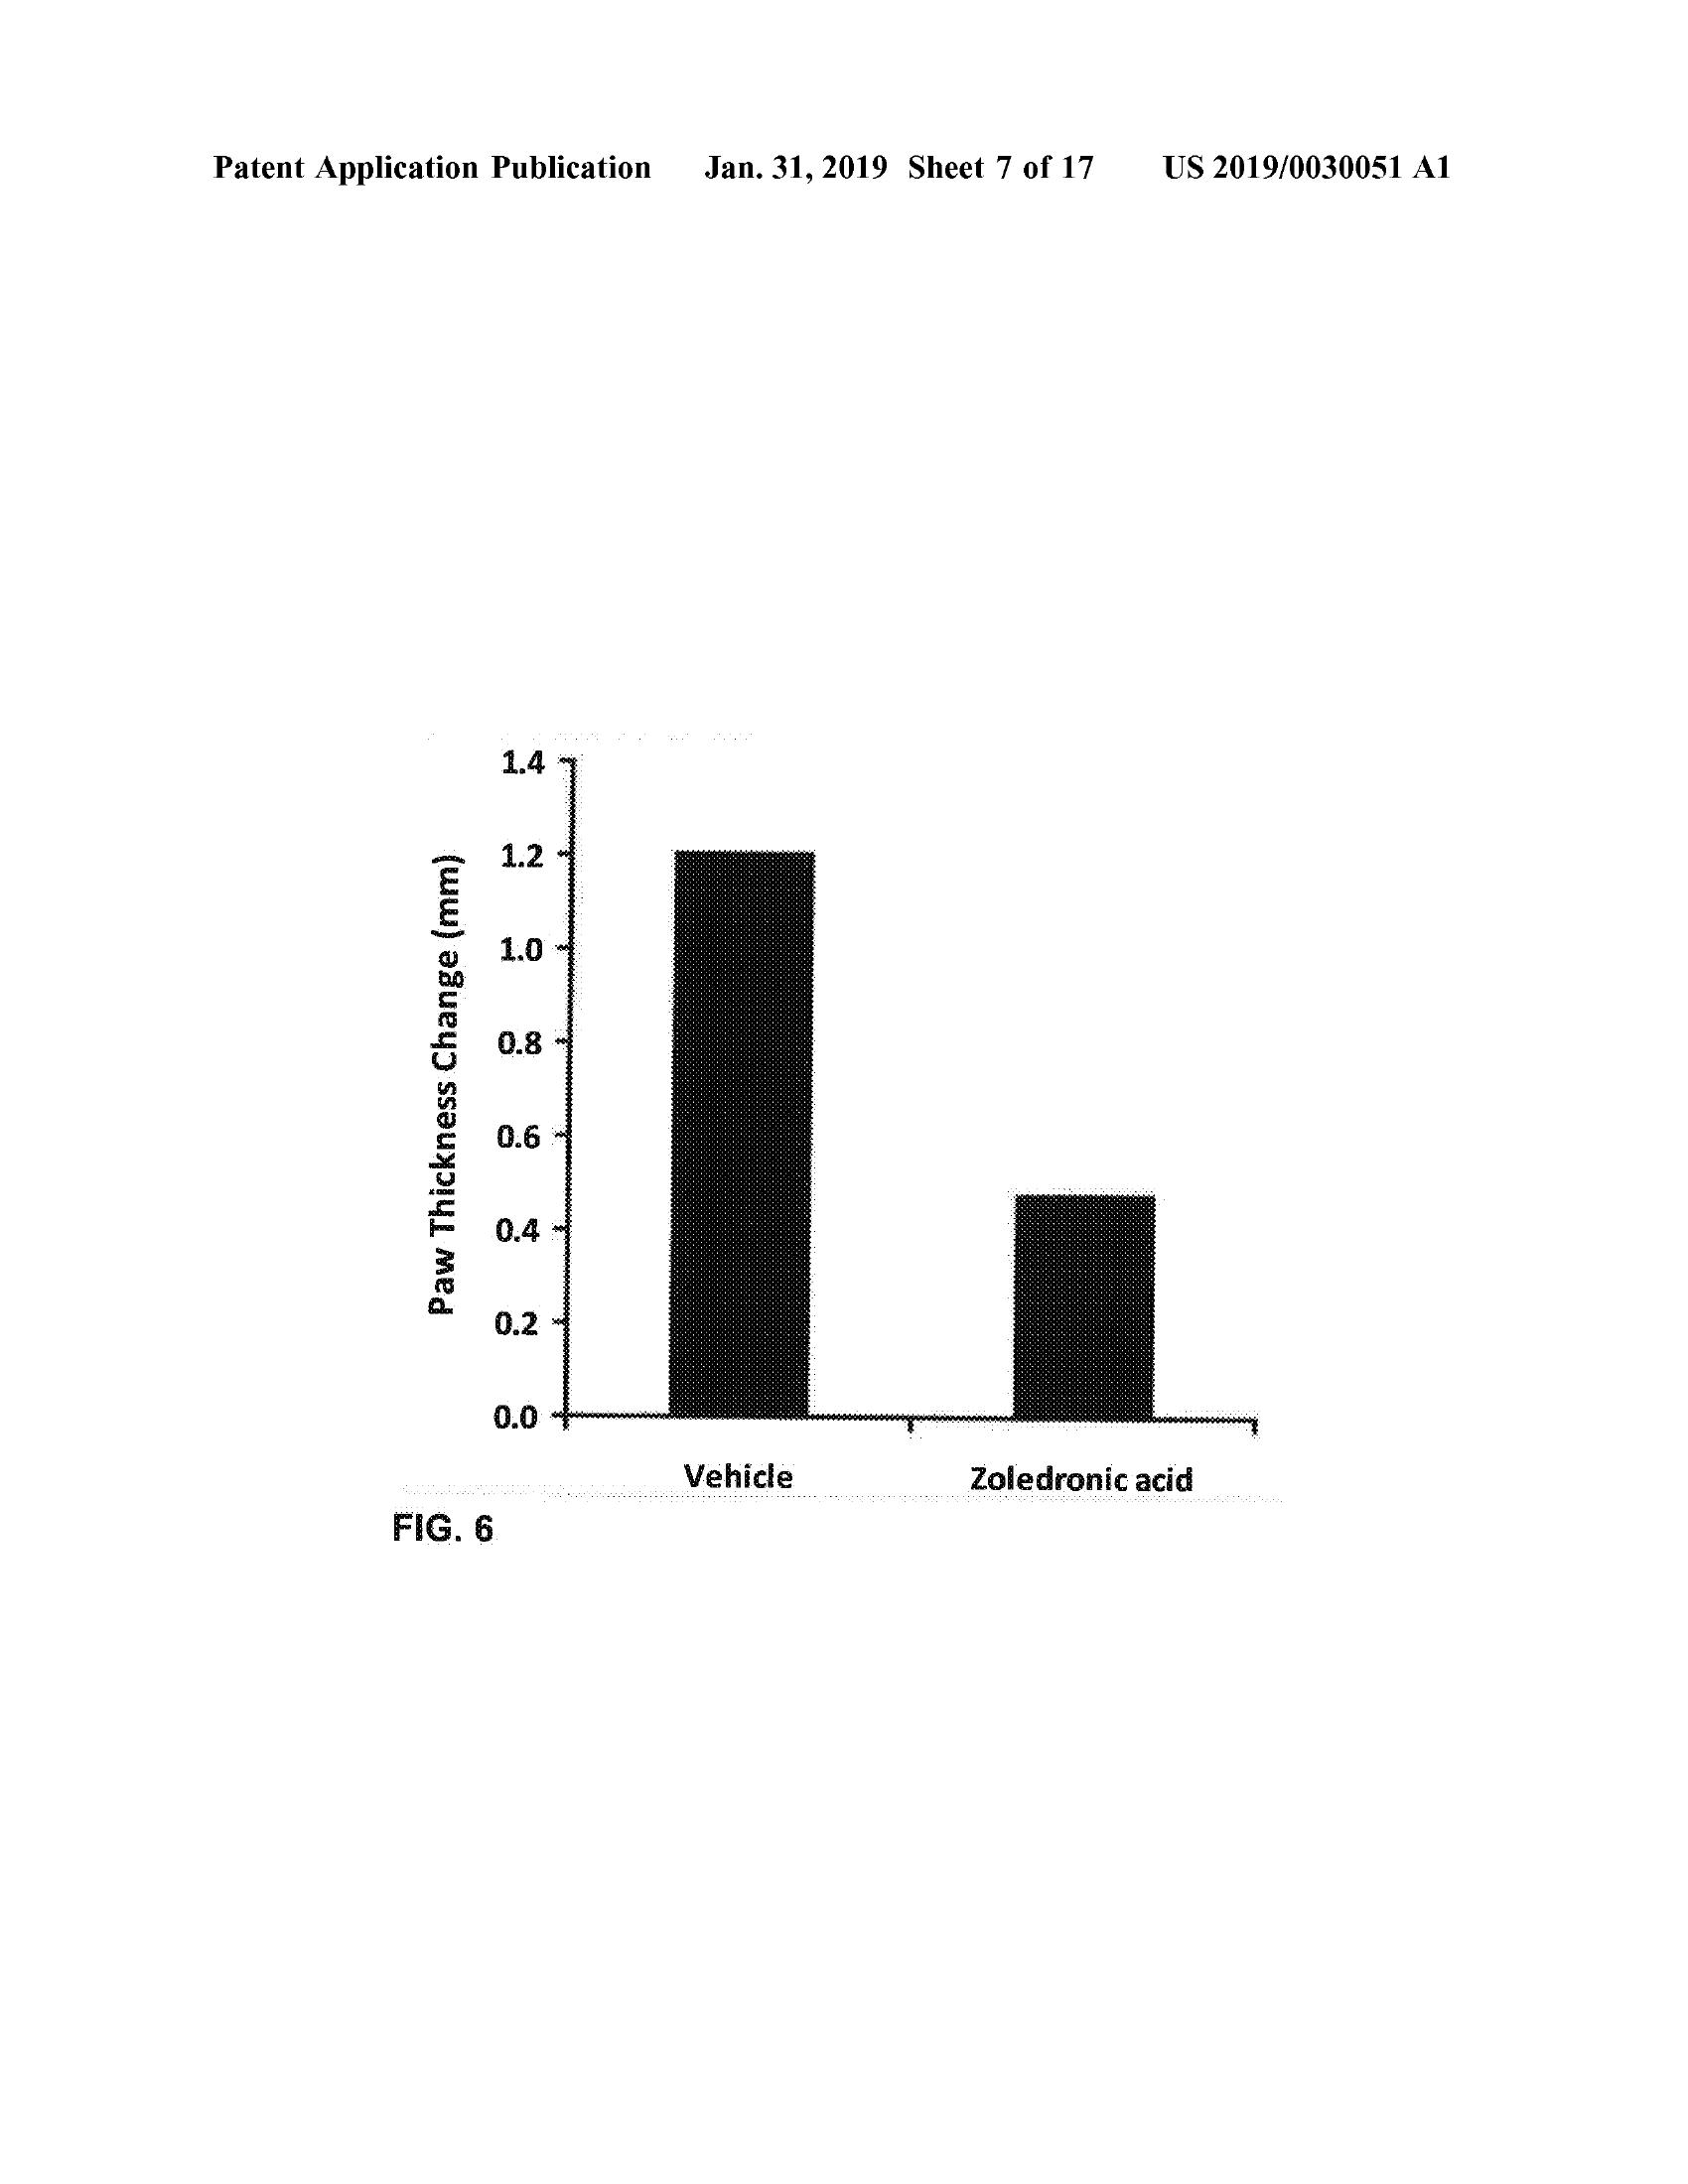 Patent Application Publication Jan. 31, 2019 Sheet 7 of 17 US 2019/0030051 A1
1.4
1.2
1.0
0.8
0.6
0.4
0.2
0.0
Paw Thickness Change (mm)
Vehicle Zoledronic acid
FIG. 6